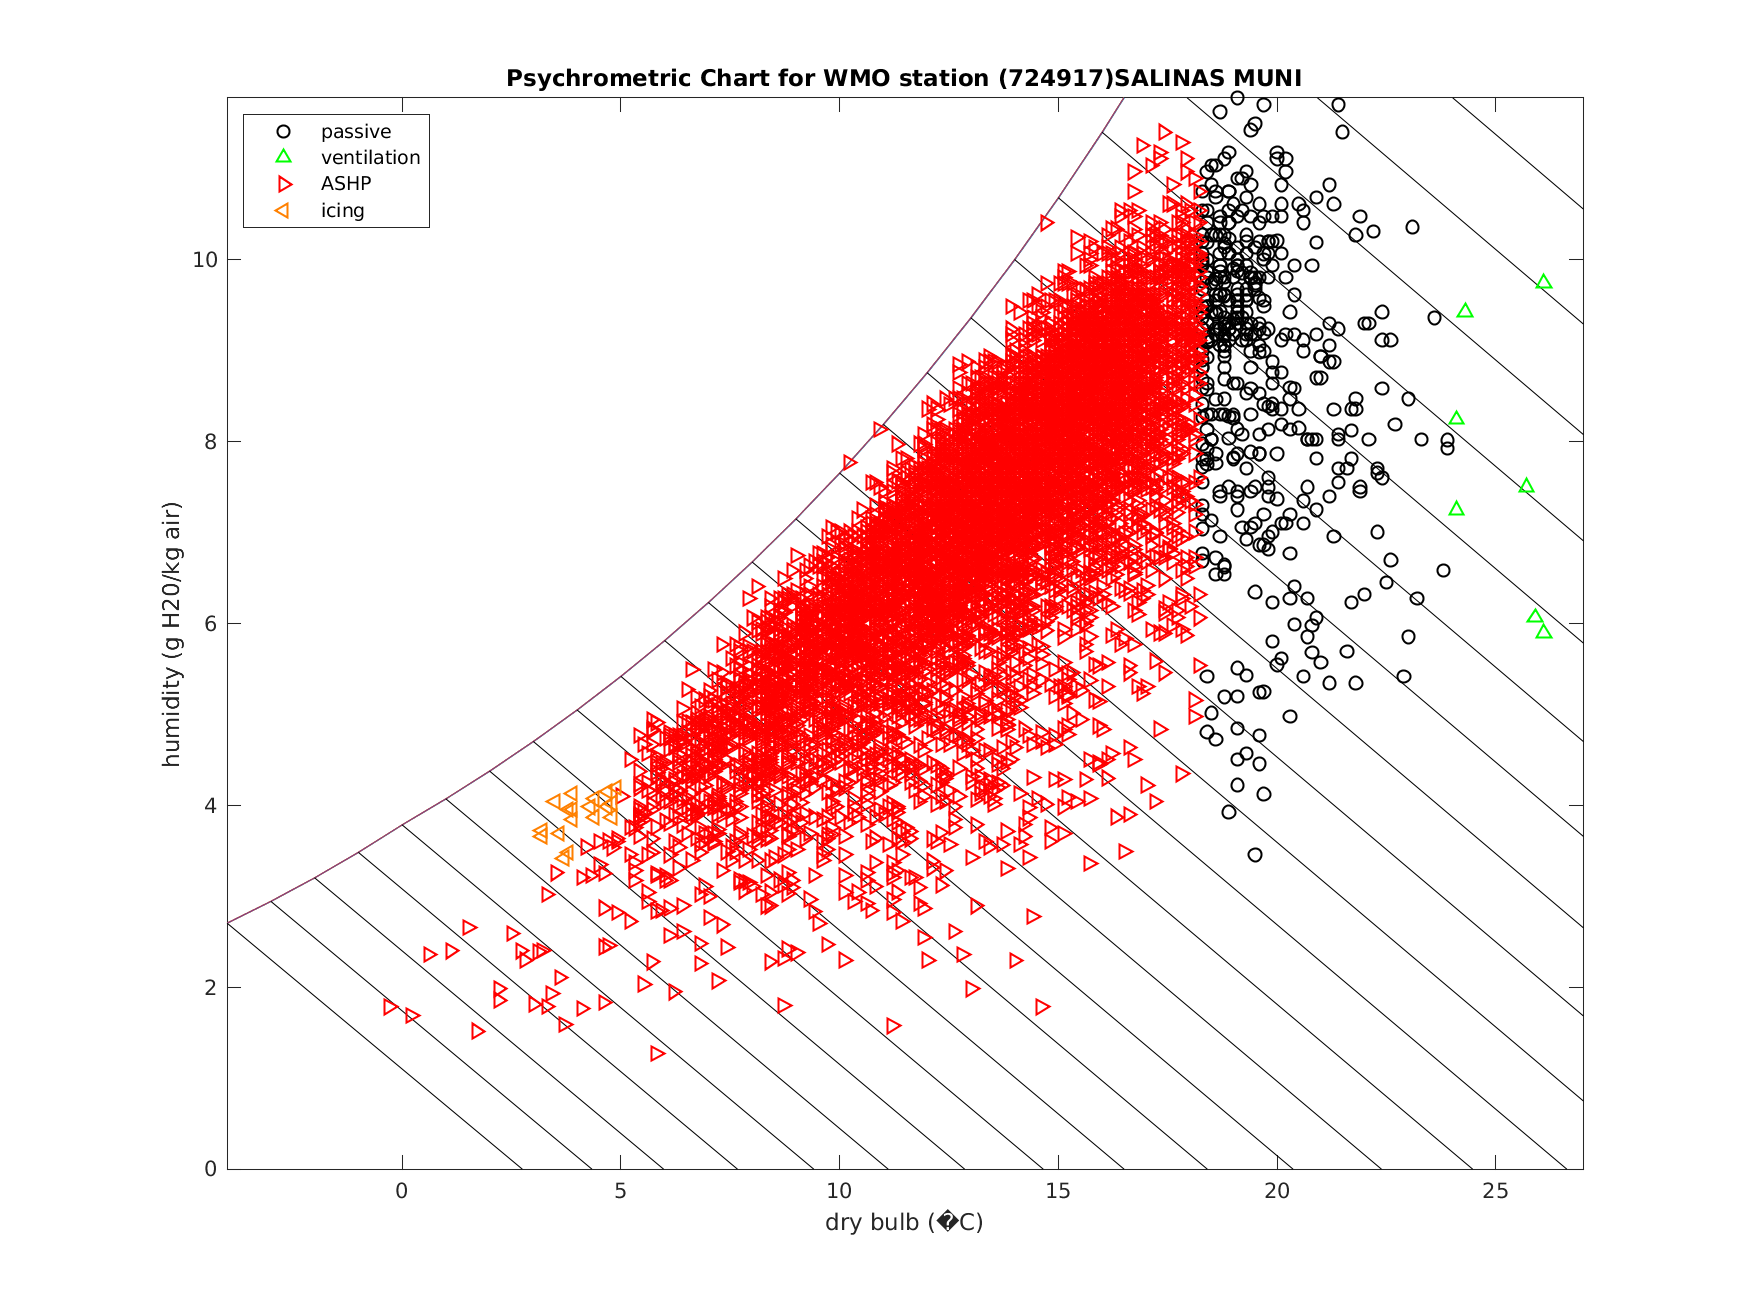 Psychrometric Chart for WMO station (724917)SALINAS MUNI
passive
ventilation
ASHP
icing
10
8
6
4
2
0
humidity (g H20/kg air)
0 5 10 15 20 25
dry bulb (�C)